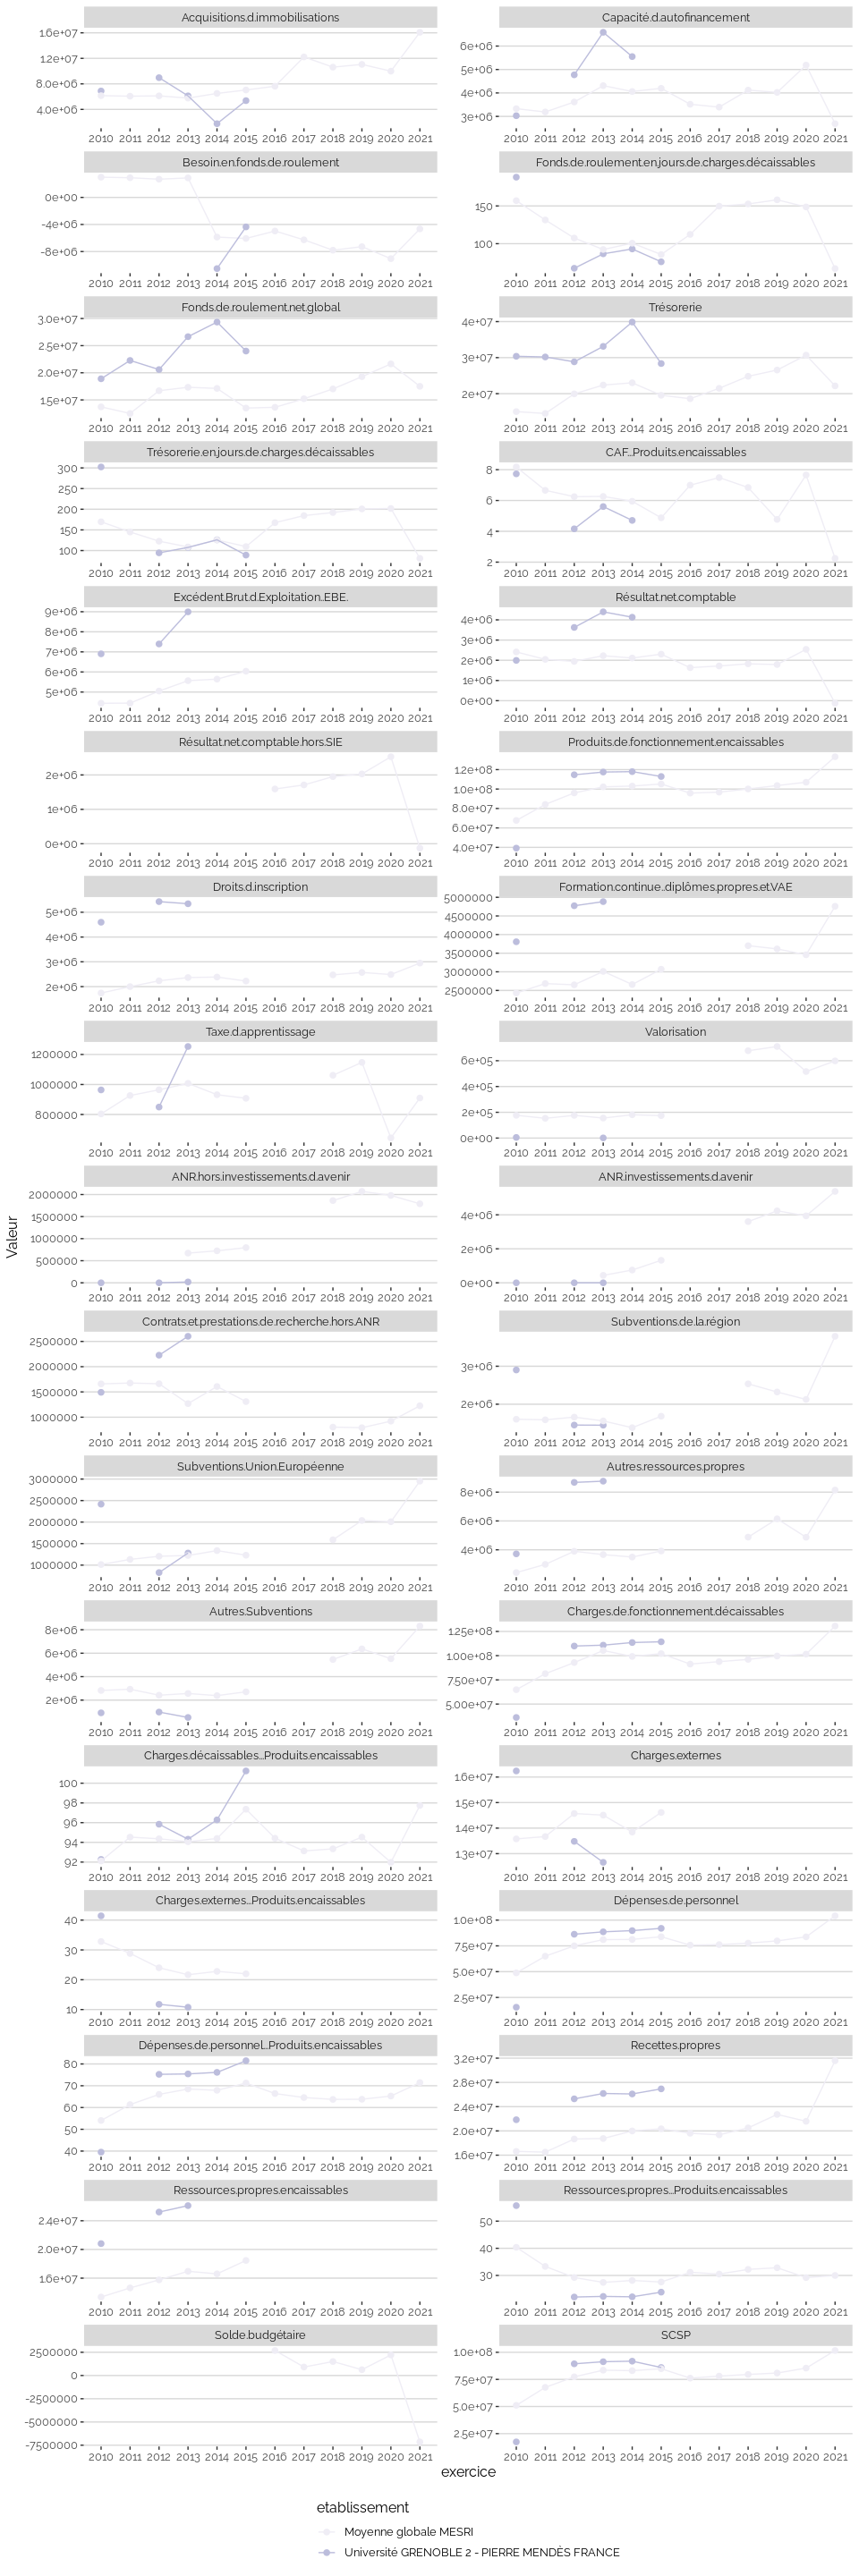 Acquisitions.d.immobilisations
Capacité.d.autofinancement
1.6e+07
1.2e+07
8.0e+06
4.0e+06
6e+06
5e+06
4e+06
3e+06
2010 2011 2012 2013 2014 2015 2016 2017 2018 2019 2020 2021
2010 2011 2012 2013 2014 2015 2016 2017 2018 2019 2020 2021
Besoin.en.fonds.de.roulement
Fonds.de.roulement.en.jours.de.charges.décaissables
0e+00
-4e+06
-8e+06
150
100
2010 2011 2012 2013 2014 2015 2016 2017 2018 2019 2020 2021
2010 2011 2012 2013 2014 2015 2016 2017 2018 2019 2020 2021
Fonds.de.roulement.net.global
Trésorerie
3.0e+07
2.5e+07
2.0e+07
1.5e+07
4e+07
3e+07
2e+07
2010 2011 2012 2013 2014 2015 2016 2017 2018 2019 2020 2021
2010 2011 2012 2013 2014 2015 2016 2017 2018 2019 2020 2021
Trésorerie.en.jours.de.charges.décaissables
CAF...Produits.encaissables
300
250
200
150
100
8
6
4
2
2010 2011 2012 2013 2014 2015 2016 2017 2018 2019 2020 2021
2010 2011 2012 2013 2014 2015 2016 2017 2018 2019 2020 2021
Excédent.Brut.d.Exploitation..EBE.
Résultat.net.comptable
9e+06
8e+06
7e+06
6e+06
5e+06
4e+06
3e+06
2e+06
1e+06
0e+00
2010 2011 2012 2013 2014 2015 2016 2017 2018 2019 2020 2021
2010 2011 2012 2013 2014 2015 2016 2017 2018 2019 2020 2021
Résultat.net.comptable.hors.SIE
Produits.de.fonctionnement.encaissables
2e+06
1e+06
0e+00
1.2e+08
1.0e+08
8.0e+07
6.0e+07
4.0e+07
2010 2011 2012 2013 2014 2015 2016 2017 2018 2019 2020 2021
2010 2011 2012 2013 2014 2015 2016 2017 2018 2019 2020 2021
Droits.d.inscription
Formation.continue..diplômes.propres.et.VAE
5e+06
4e+06
3e+06
2e+06
5000000
4500000
4000000
3500000
3000000
2500000
2010 2011 2012 2013 2014 2015 2016 2017 2018 2019 2020 2021
2010 2011 2012 2013 2014 2015 2016 2017 2018 2019 2020 2021
Taxe.d.apprentissage
Valorisation
1200000
1000000
800000
6e+05
4e+05
2e+05
0e+00
2010 2011 2012 2013 2014 2015 2016 2017 2018 2019 2020 2021
2010 2011 2012 2013 2014 2015 2016 2017 2018 2019 2020 2021
ANR.hors.investissements.d.avenir
ANR.investissements.d.avenir
2000000
1500000
1000000
500000
0
4e+06
2e+06
0e+00
2010 2011 2012 2013 2014 2015 2016 2017 2018 2019 2020 2021
2010 2011 2012 2013 2014 2015 2016 2017 2018 2019 2020 2021
Contrats.et.prestations.de.recherche.hors.ANR
Subventions.de.la.région
2500000
2000000
1500000
1000000
3e+06
2e+06
2010 2011 2012 2013 2014 2015 2016 2017 2018 2019 2020 2021
2010 2011 2012 2013 2014 2015 2016 2017 2018 2019 2020 2021
Subventions.Union.Européenne
Autres.ressources.propres
3000000
2500000
2000000
1500000
1000000
8e+06
6e+06
4e+06
2010 2011 2012 2013 2014 2015 2016 2017 2018 2019 2020 2021
2010 2011 2012 2013 2014 2015 2016 2017 2018 2019 2020 2021
Autres.Subventions
Charges.de.fonctionnement.décaissables
8e+06
6e+06
4e+06
2e+06
1.25e+08
1.00e+08
7.50e+07
5.00e+07
2010 2011 2012 2013 2014 2015 2016 2017 2018 2019 2020 2021
2010 2011 2012 2013 2014 2015 2016 2017 2018 2019 2020 2021
Charges.décaissables...Produits.encaissables
Charges.externes
100
98
96
94
92
1.6e+07
1.5e+07
1.4e+07
1.3e+07
2010 2011 2012 2013 2014 2015 2016 2017 2018 2019 2020 2021
2010 2011 2012 2013 2014 2015 2016 2017 2018 2019 2020 2021
Charges.externes...Produits.encaissables
Dépenses.de.personnel
40
30
20
10
1.0e+08
7.5e+07
5.0e+07
2.5e+07
2010 2011 2012 2013 2014 2015 2016 2017 2018 2019 2020 2021
2010 2011 2012 2013 2014 2015 2016 2017 2018 2019 2020 2021
Dépenses.de.personnel...Produits.encaissables
Recettes.propres
80
70
60
50
40
3.2e+07
2.8e+07
2.4e+07
2.0e+07
1.6e+07
2010 2011 2012 2013 2014 2015 2016 2017 2018 2019 2020 2021
2010 2011 2012 2013 2014 2015 2016 2017 2018 2019 2020 2021
Ressources.propres.encaissables
Ressources.propres...Produits.encaissables
2.4e+07
2.0e+07
1.6e+07
50
40
30
2010 2011 2012 2013 2014 2015 2016 2017 2018 2019 2020 2021
2010 2011 2012 2013 2014 2015 2016 2017 2018 2019 2020 2021
Solde.budgétaire
SCSP
2500000
0
-2500000
-5000000
-7500000
1.0e+08
7.5e+07
5.0e+07
2.5e+07
2010 2011 2012 2013 2014 2015 2016 2017 2018 2019 2020 2021
2010 2011 2012 2013 2014 2015 2016 2017 2018 2019 2020 2021
Valeur
exercice
etablissement
Moyenne globale MESRI
Université GRENOBLE 2 - PIERRE MENDÈS FRANCE